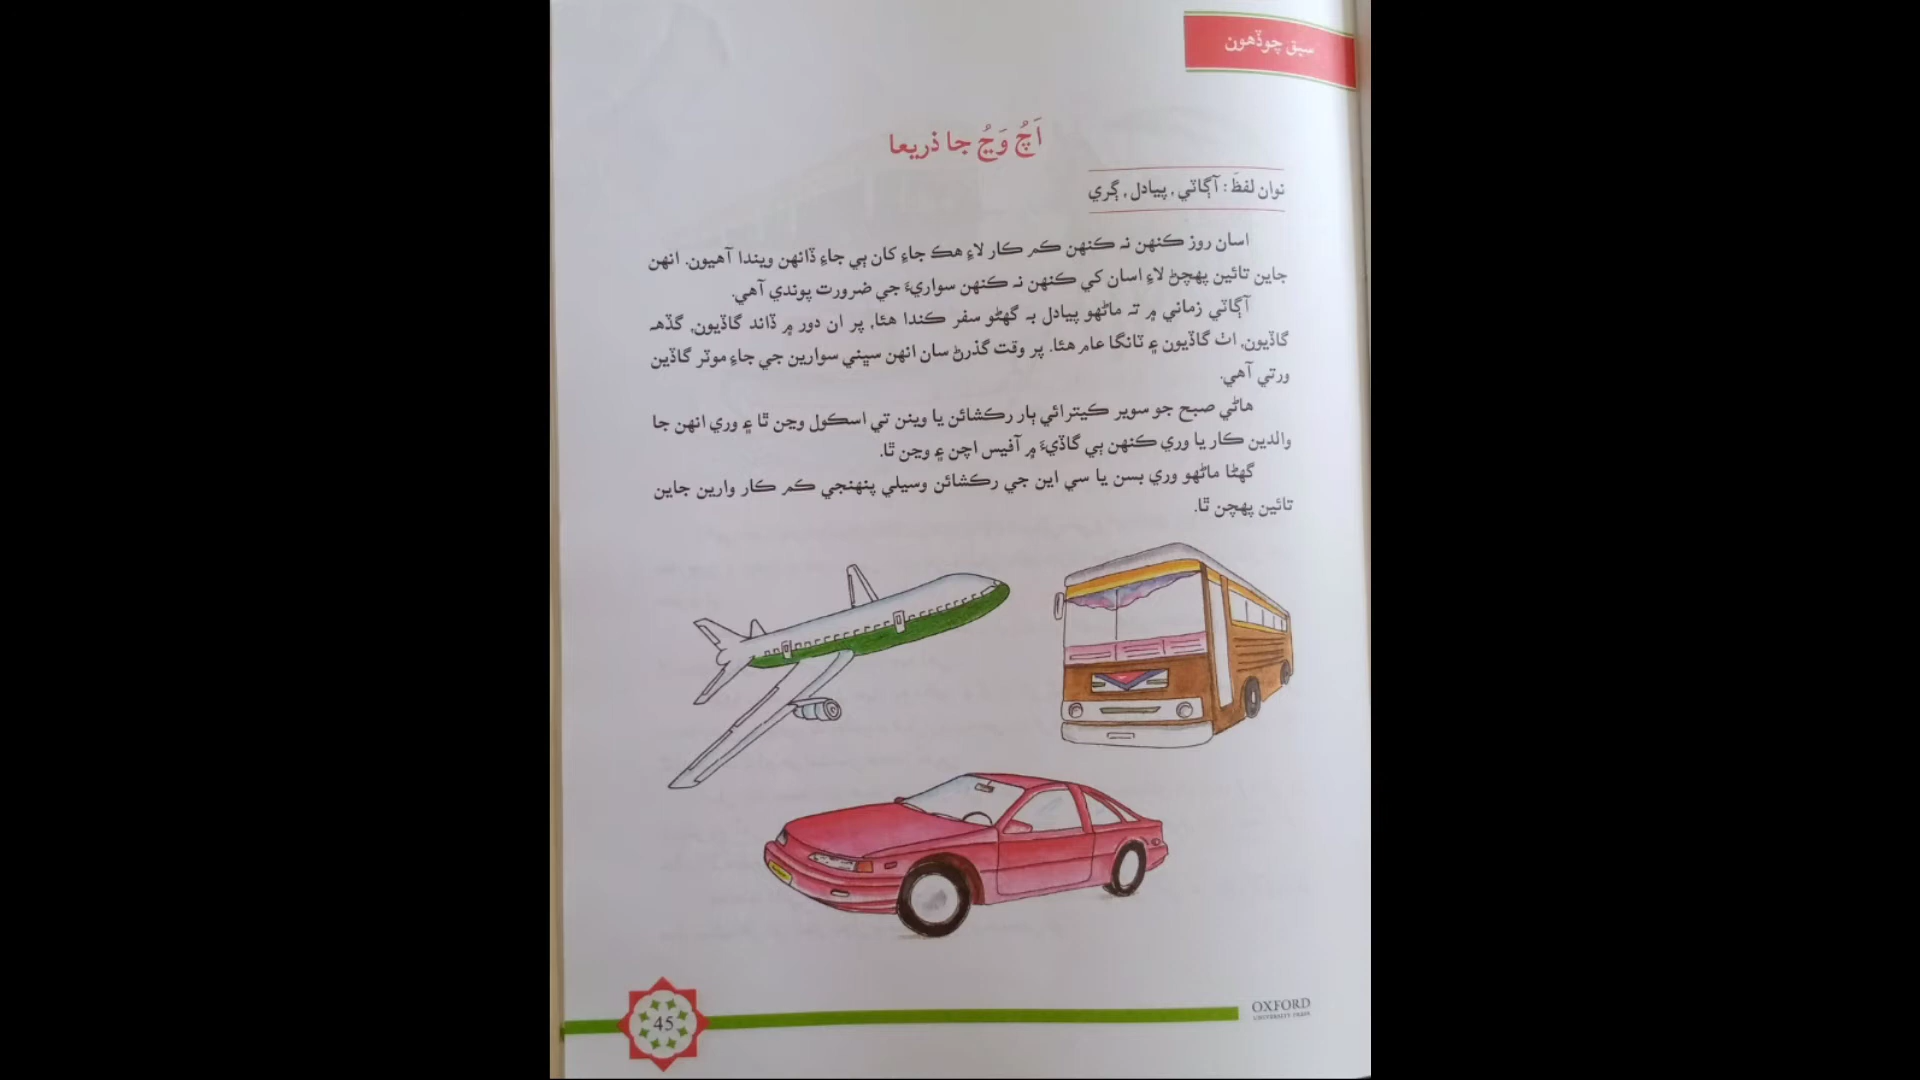 سبق چوڏهون
اَچُ وَڃُ جا ذريعا
نوان لفظَ : آڳاٽي، پيادل، ڳري
اسان روز ڪنهن نہ ڪنهن ڪم ڪار لاءِ هڪ جاءِ کان ٻي جاءِ ڏانهن ويندا آهيون. انهن
جاين تائين پهچڻ لاءِ اسان کي ڪنهن نہ ڪنهن سواريءَ جي ضرورت پوندي آهي.
آڳاٽي زماني ۾ تہ ماڻهو پيادل بہ گھڻو سفر ڪندا هئا، پر ان دور ۾ ڏاند گاڏيون، گڏهہ
گاڏيون، اٺ گاڏيون ۽ ٽانگا عام هئا. پر وقت گذرڻ سان انهن سڀني سوارين جي جاءِ موٽر گاڏين
ورتي آهي.
هاڻي صبح جو سوير ڪيترائي ٻار رڪشائن يا وينن تي اسڪول وڃن ٿا ۽ وري انهن جا
والدين ڪار يا وري ڪنهن ٻي گاڏيءَ ۾ آفيس اچن ۽ وڃن ٿا.
گھڻا ماڻهو وري بسن يا سي اين جي رڪشائن وسيلي پنهنجي ڪم ڪار وارين جاين
تائين پهچن ٿا.
45
OXFORD
UNIVERSITY PRESS